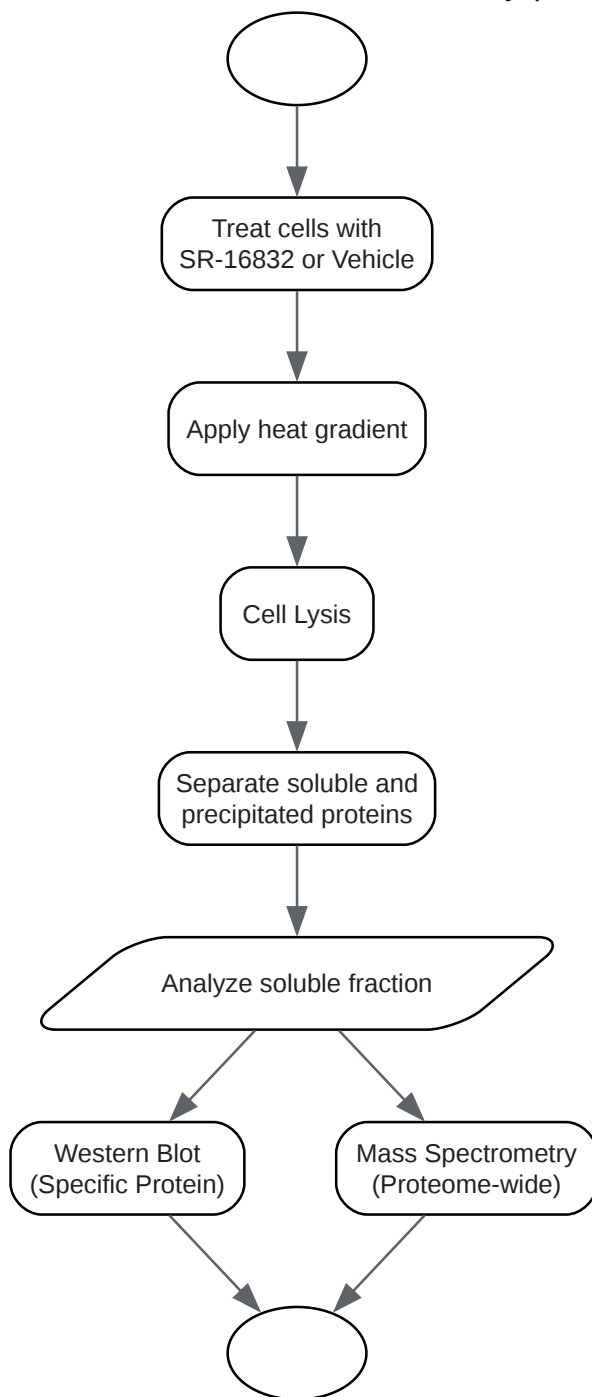 Treat cells with
SR-16832 or Vehicle
Apply heat gradient
Cell Lysis
Separate soluble and
precipitated proteins
Analyze soluble fraction
Western Blot
(Specific Protein)
Mass Spectrometry
(Proteome-wide)